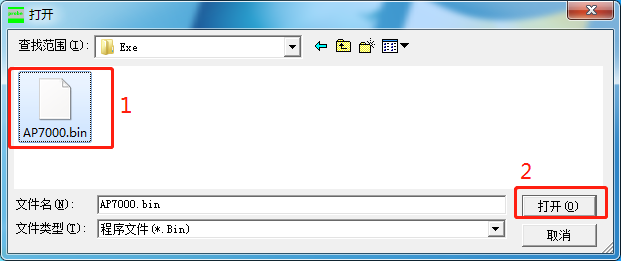 打开
查找范围(I):
Exe
1
AP7000.bin
2
文件名(N):
AP7000.bin
打开(O)
文件类型(T):
程序文件(*.Bin)
取消